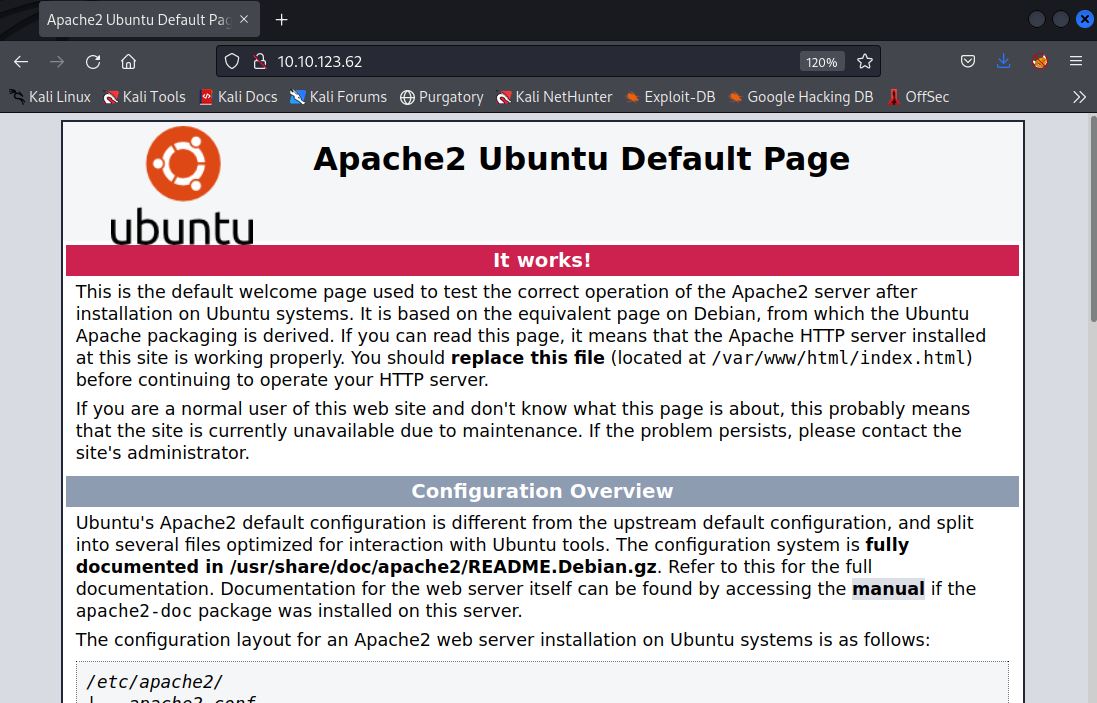 Apache2 Ubuntu Default Pag
10.10.123.62
120%
Kali Linux Kali Tools Kali Docs Kali Forums Purgatory Kali NetHunter Exploit-DB Google Hacking DB OffSec
ubuntu
Apache2 Ubuntu Default Page
It works!
This is the default welcome page used to test the correct operation of the Apache2 server after
installation on Ubuntu systems. It is based on the equivalent page on Debian, from which the Ubuntu
Apache packaging is derived. If you can read this page, it means that the Apache HTTP server installed
at this site is working properly. You should replace this file (located at /var/www/html/index.html)
before continuing to operate your HTTP server.
If you are a normal user of this web site and don't know what this page is about, this probably means
that the site is currently unavailable due to maintenance. If the problem persists, please contact the
site's administrator.
Configuration Overview
Ubuntu's Apache2 default configuration is different from the upstream default configuration, and split
into several files optimized for interaction with Ubuntu tools. The configuration system is fully
documented in /usr/share/doc/apache2/README.Debian.gz. Refer to this for the full
documentation. Documentation for the web server itself can be found by accessing the manual if the
apache2-doc package was installed on this server.
The configuration layout for an Apache2 web server installation on Ubuntu systems is as follows:
/etc/apache2/
|-- apache2.conf